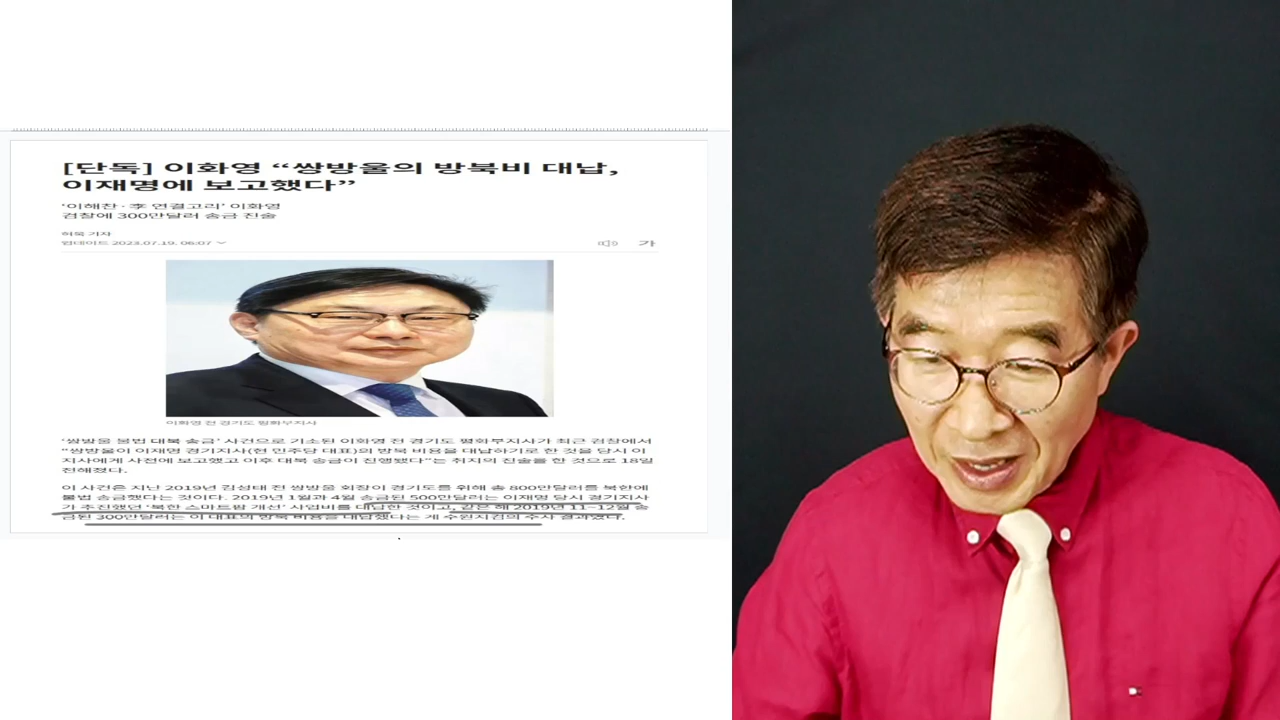 [단독] 이화영 “쌍방울의 방북비 대납,
이재명에 보고했다”
‘이해찬·李 연결고리’ 이화영
검찰에 300만달러 송금 진술
허욱 기자
업데이트 2023.07.19. 06:07
가
이화영 전 경기도 평화부지사
‘쌍방울 불법 대북 송금’ 사건으로 기소된 이화영 전 경기도 평화부지사가 최근 검찰에서
“쌍방울이 이재명 경기지사(현 민주당 대표)의 방북 비용을 대납하기로 한 것을 당시 이
지사에게 사전에 보고했고 이후 대북 송금이 진행됐다”는 취지의 진술을 한 것으로 18일
전해졌다.
이 사건은 지난 2019년 김성태 전 쌍방울 회장이 경기도를 위해 총 800만달러를 북한에
불법 송금했다는 것이다. 2019년 1월과 4월 송금된 500만달러는 이재명 당시 경기지사
가 추진했던 ‘북한 스마트팜 개선’ 사업비를 대납한 것이고, 같은 해 2019년 11~12월 송
금된 300만달러는 이 대표의 방북 비용을 대납했다는 게 수원지검의 수사 결과였다.